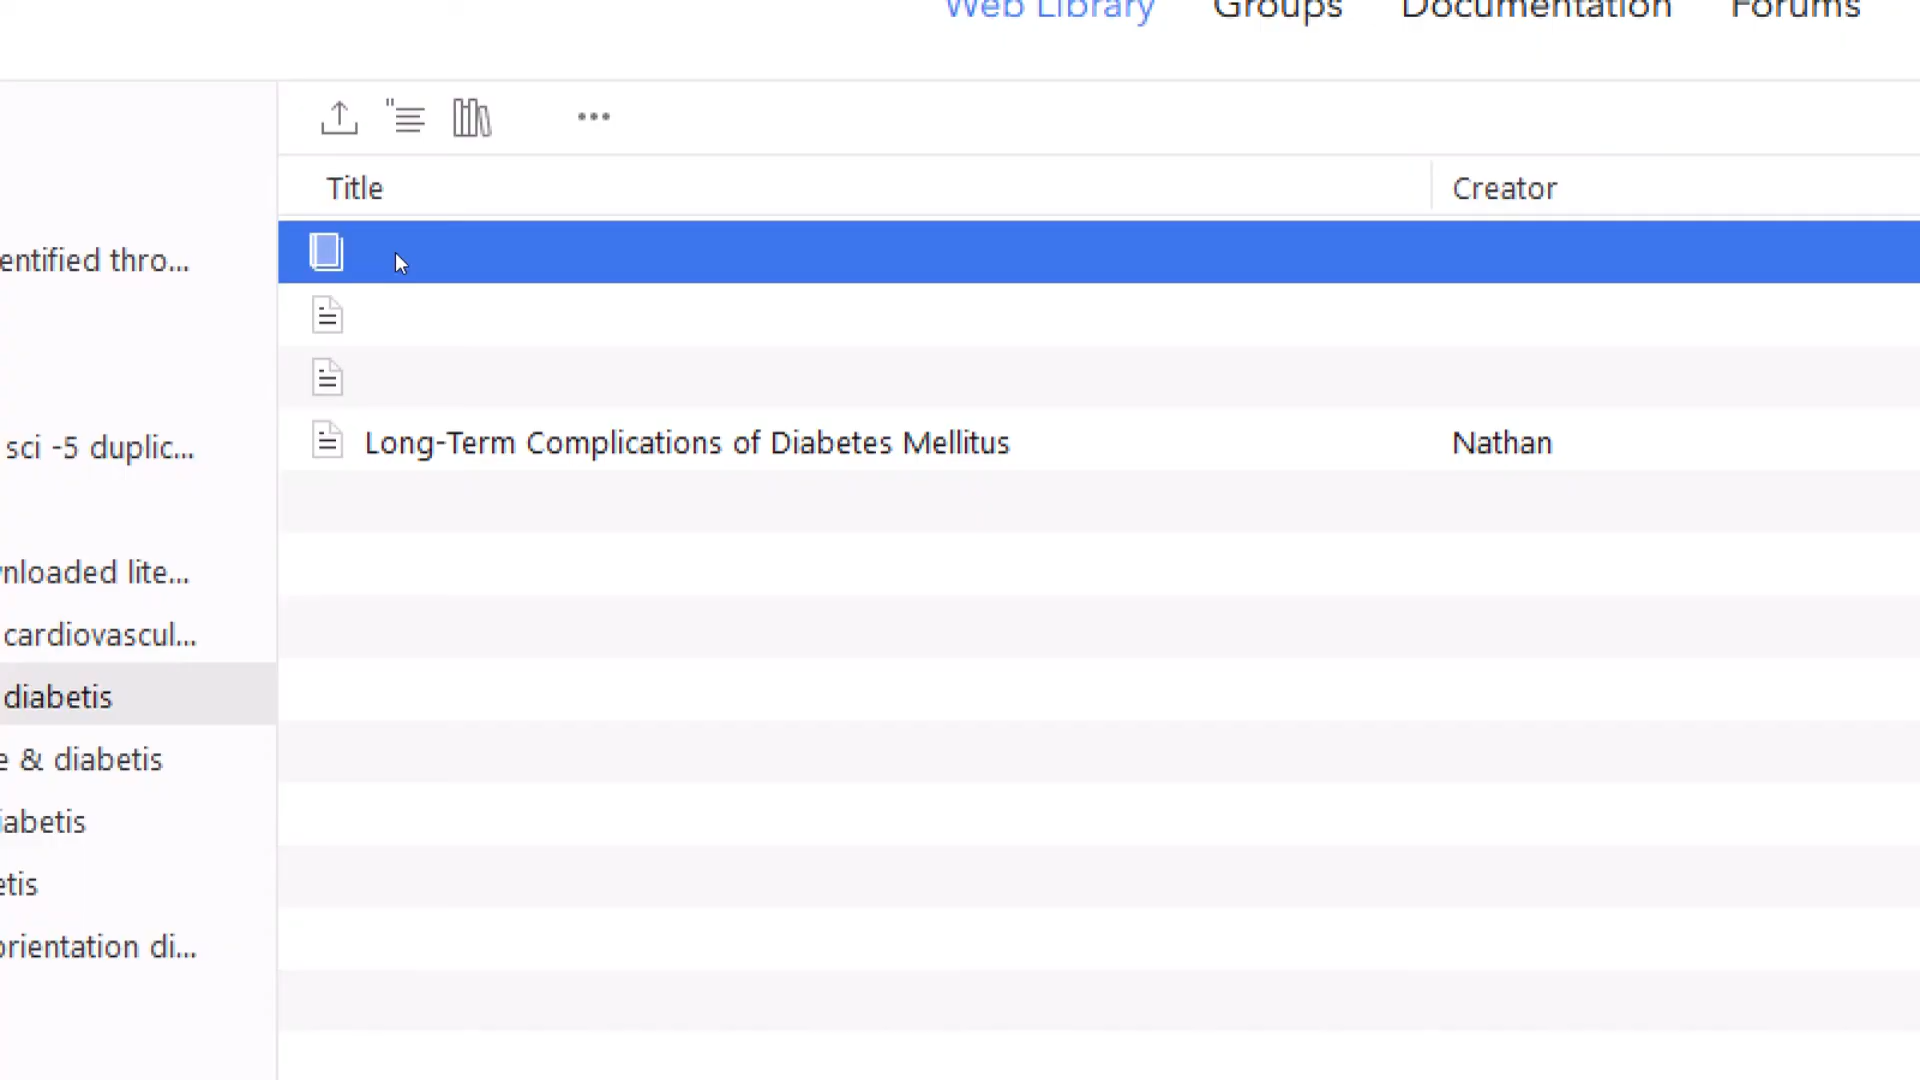 Web Library Groups Documentation Forums
Title Creator
entified thro...
Long-Term Complications of Diabetes Mellitus Nathan
sci -5 duplic...
nloaded lite...
cardiovascul...
diabetis
e & diabetis
iabetis
etis
orientation di...